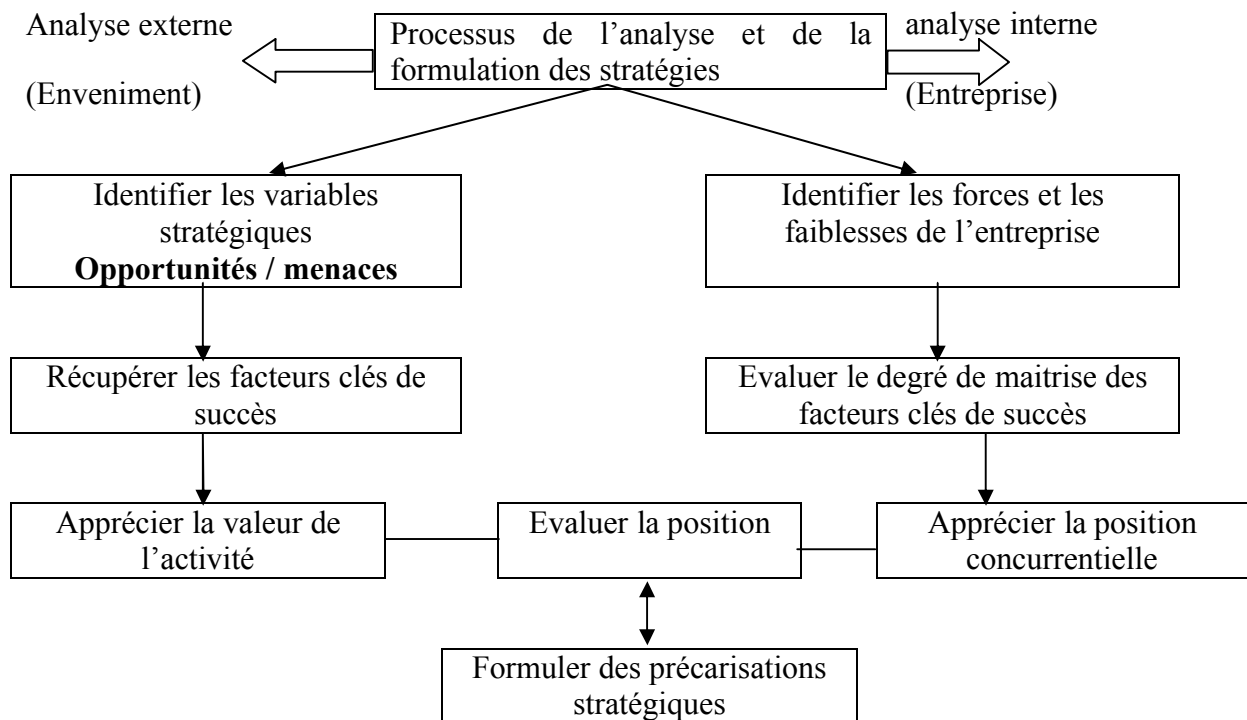 Analyse externe
(Enveniment)
Processus de l’analyse et de la
formulation des stratégies
analyse interne
(Entreprise)
Identifier les variables
stratégiques
Opportunités / menaces
Identifier les forces et les
faiblesses de l’entreprise
Récupérer les facteurs clés de
succès
Evaluer le degré de maitrise des
facteurs clés de succès
Apprécier la valeur de
l’activité
Evaluer la position
Apprécier la position
concurrentielle
Formuler des précarisations
stratégiques